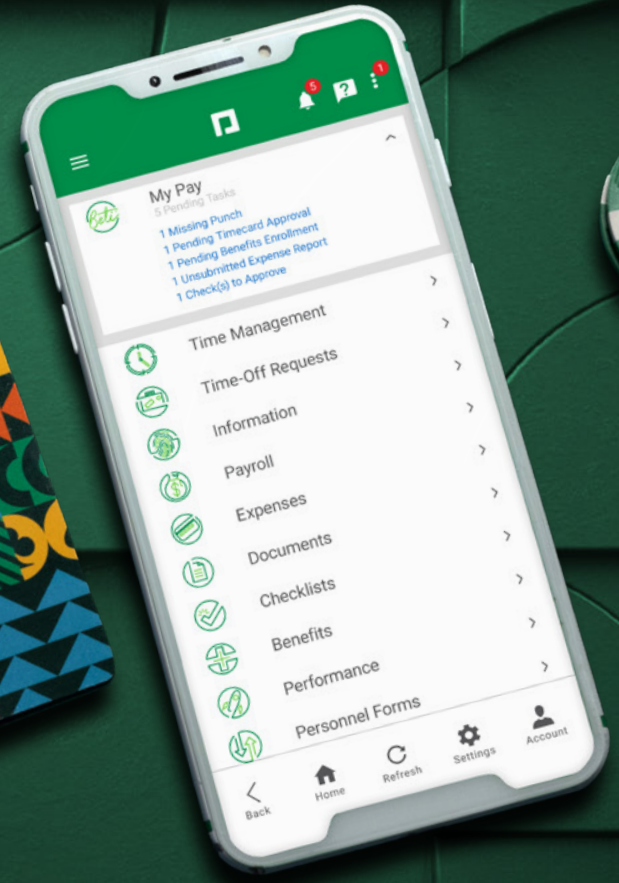 5
?
1
My Pay
5 Pending Tasks
Beti
1 Missing Punch
1 Pending Timecard Approval
1 Pending Benefits Enrollment
1 Unsubmitted Expense Report
1 Check(s) to Approve
Time Management
Time-Off Requests
Information
Payroll
Expenses
Documents
Checklists
Benefits
Performance
Personnel Forms
Back
Home
Refresh
Settings
Account